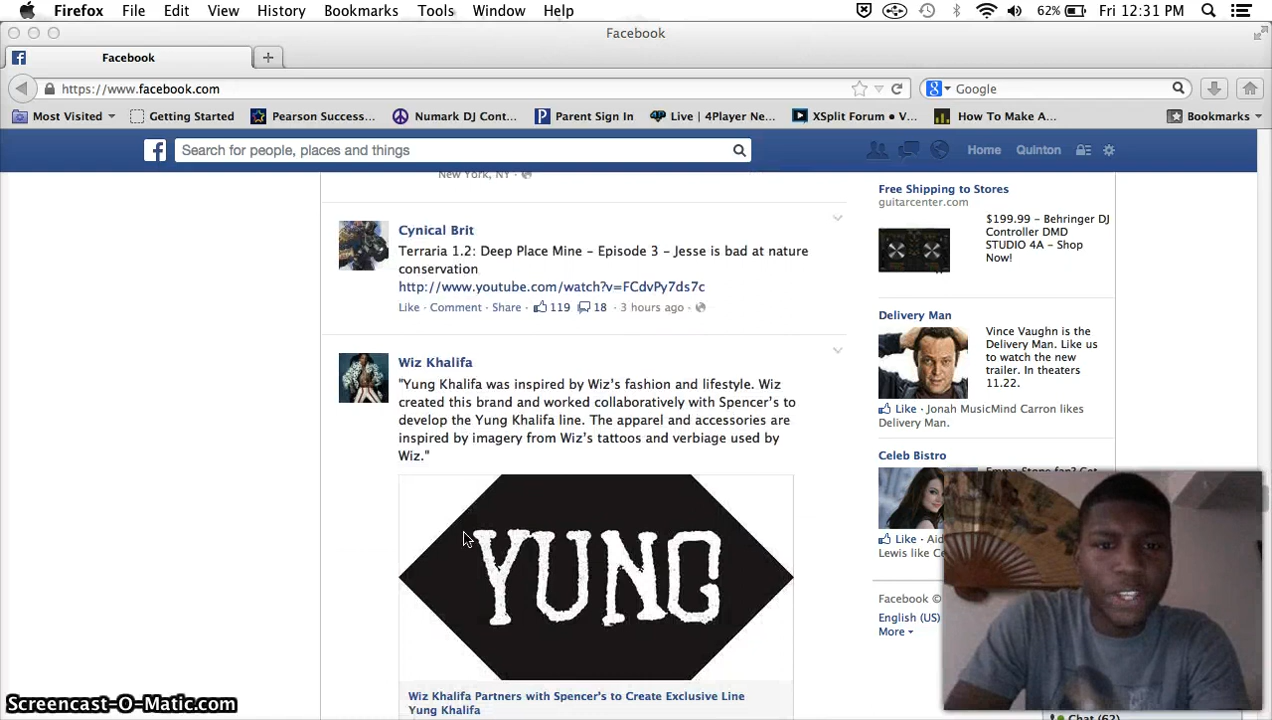 Firefox File Edit View History Bookmarks Tools Window Help 62% Fri 12:31 PM
Facebook
Facebook
https://www.facebook.com Google
Most Visited Getting Started Pearson Success... Numark DJ Cont... Parent Sign In Live | 4Player Ne... XSplit Forum • V... How To Make A... Bookmarks
Search for people, places and things Home Quinton
New York, NY
Cynical Brit
Terraria 1.2: Deep Place Mine - Episode 3 - Jesse is bad at nature
conservation
http://www.youtube.com/watch?v=FCdvPy7ds7c
Like · Comment · Share · 119 18 · 3 hours ago ·
Wiz Khalifa
"Yung Khalifa was inspired by Wiz's fashion and lifestyle. Wiz
created this brand and worked collaboratively with Spencer's to
develop the Yung Khalifa line. The apparel and accessories are
inspired by imagery from Wiz's tattoos and verbiage used by
Wiz."
YUNG
Wiz Khalifa Partners with Spencer's to Create Exclusive Line
Yung Khalifa
Free Shipping to Stores
guitarcenter.com
$199.99 - Behringer DJ
Controller DMD
STUDIO 4A - Shop
Now!
Delivery Man
Vince Vaughn is the
Delivery Man. Like us
to watch the new
trailer. In theaters
11.22.
Like · Jonah MusicMind Carron likes
Delivery Man.
Celeb Bistro
Emma Stone fan? Get
Like ·
Lewis like
Facebook ©
English (US)
More
Chat (62)
Screencast-O-Matic.com